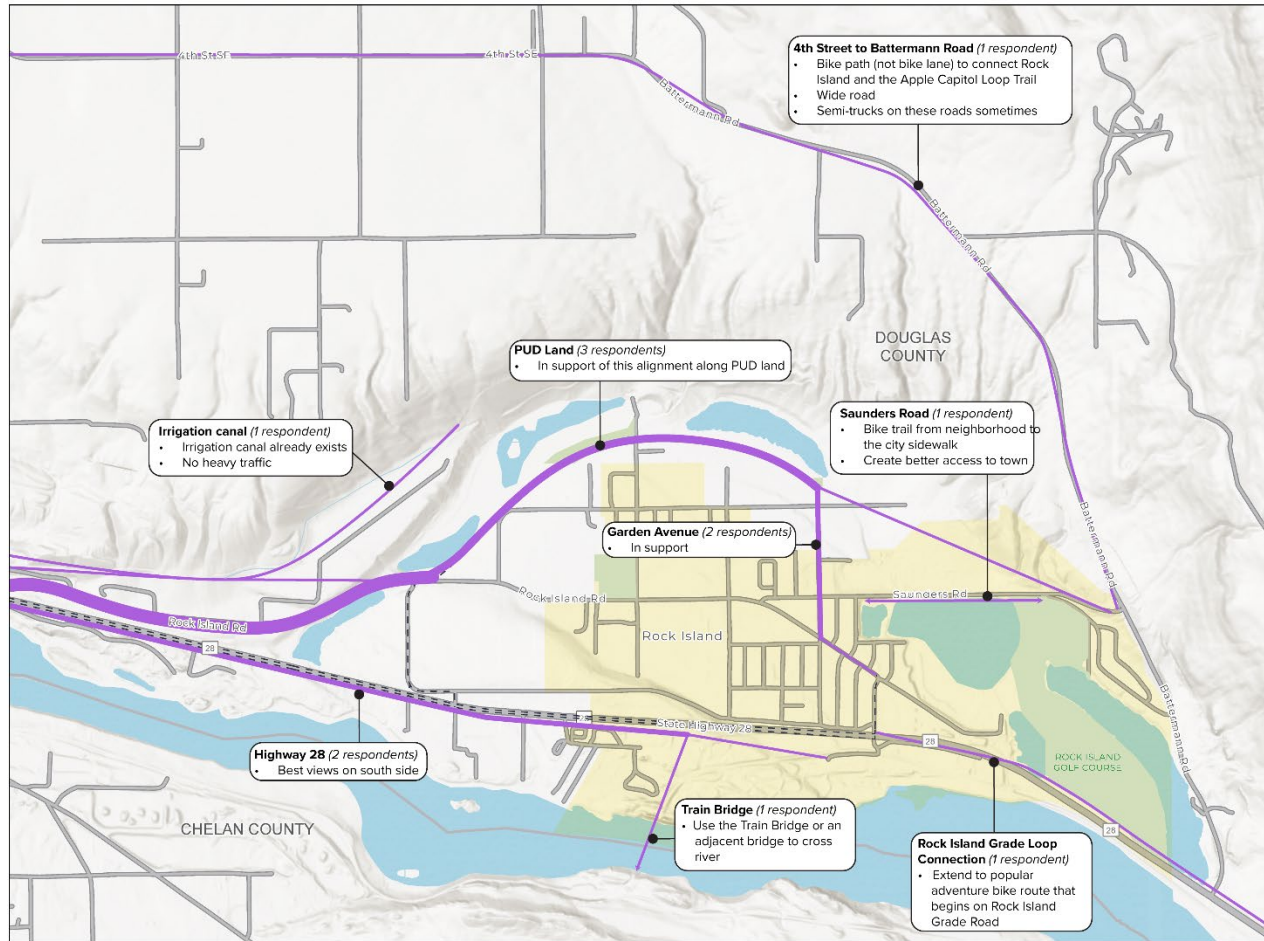 4th St SE
4th St SE
4th Street to Battermann Road (1 respondent)
• Bike path (not bike lane) to connect Rock
Island and the Apple Capitol Loop Trail
• Wide road
• Semi-trucks on these roads sometimes
Battermann Rd
Battermann Rd
DOUGLAS
COUNTY
PUD Land (3 respondents)
• In support of this alignment along PUD land
Irrigation canal (1 respondent)
• Irrigation canal already exists
• No heavy traffic
Saunders Road (1 respondent)
• Bike trail from neighborhood to
the city sidewalk
• Create better access to town
Garden Avenue (2 respondents)
• In support
Battermann Rd
Rock Island Rd
Saunders Rd
Rock Island Rd
Rock Island
28
28
State Highway 28
28
Battermann Rd
Highway 28 (2 respondents)
• Best views on south side
ROCK ISLAND
GOLF COURSE
CHELAN COUNTY
Train Bridge (1 respondent)
• Use the Train Bridge or an
adjacent bridge to cross
river
28
Rock Island Grade Loop
Connection (1 respondent)
• Extend to popular
adventure bike route that
begins on Rock Island
Grade Road